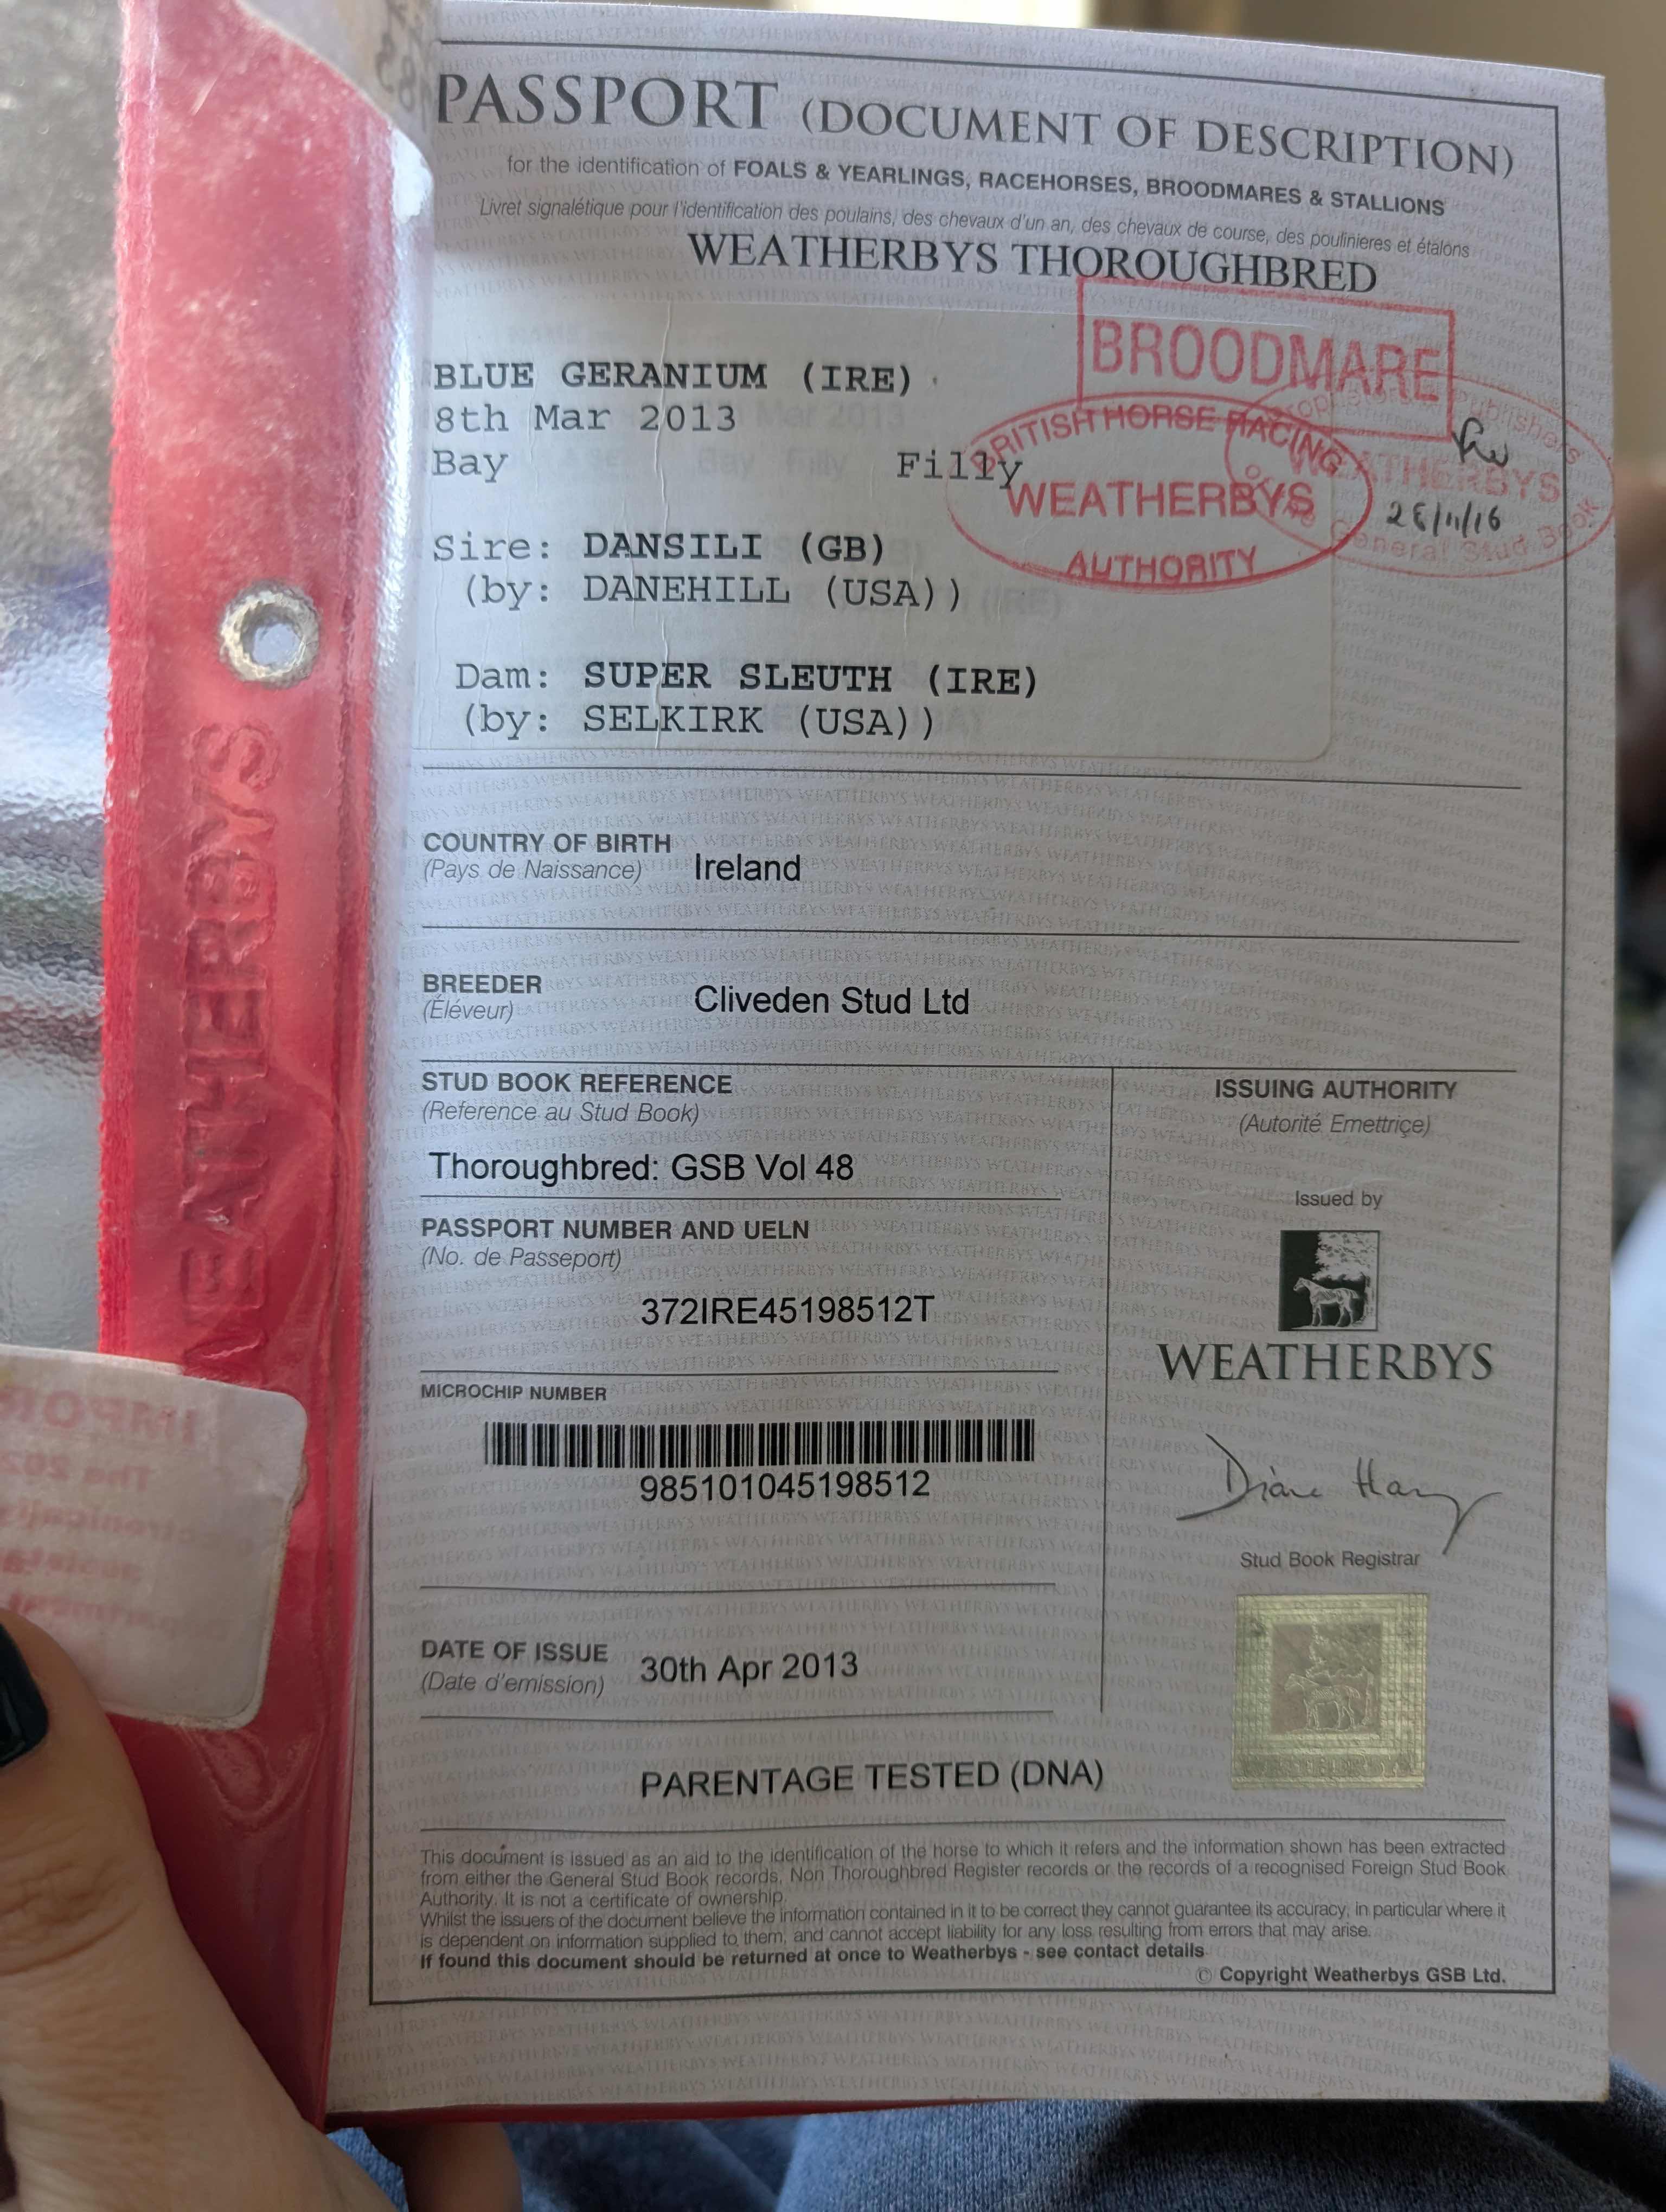 PASSPORT (DOCUMENT OF DESCRIPTION)
for the identification of FOALS & YEARLINGS, RACEHORSES, BROODMARES & STALLIONS
Livret signalétique pour l'identification des poulains, des chevaux d'un an, des chevaux de course, des poulinieres et étalons
WEATHERBYS THOROUGHBRED
BROODMARE
BLUE GERANIUM (IRE)
8th Mar 2013
Bay Filly
BRITISH HORSE RACING
WEATHERBYS
AUTHORITY
Publishers
WEATHERBYS
General Stud Book
28/11/16
Sire: DANSILI (GB)
(by: DANEHILL (USA))
Dam: SUPER SLEUTH (IRE)
(by: SELKIRK (USA))
COUNTRY OF BIRTH
(Pays de Naissance) Ireland
BREEDER
(Éléveur) Cliveden Stud Ltd
STUD BOOK REFERENCE
(Reference au Stud Book)
Thoroughbred: GSB Vol 48
PASSPORT NUMBER AND UELN
(No. de Passeport)
372IRE45198512T
MICROCHIP NUMBER
985101045198512
DATE OF ISSUE
(Date d'emission) 30th Apr 2013
ISSUING AUTHORITY
(Autorité Emettriçe)
Issued by
WEATHERBYS
Stud Book Registrar
PARENTAGE TESTED (DNA)
This document is issued as an aid to the identification of the horse to which it refers and the information shown has been extracted
from either the General Stud Book records, Non Thoroughbred Register records or the records of a recognised Foreign Stud Book
Authority. It is not a certificate of ownership.
Whilst the issuers of the document believe the information contained in it to be correct they cannot guarantee its accuracy, in particular where it
is dependent on information supplied to them, and cannot accept liability for any loss resulting from errors that may arise.
If found this document should be returned at once to Weatherbys - see contact details
© Copyright Weatherbys GSB Ltd.
WEATHERBYS